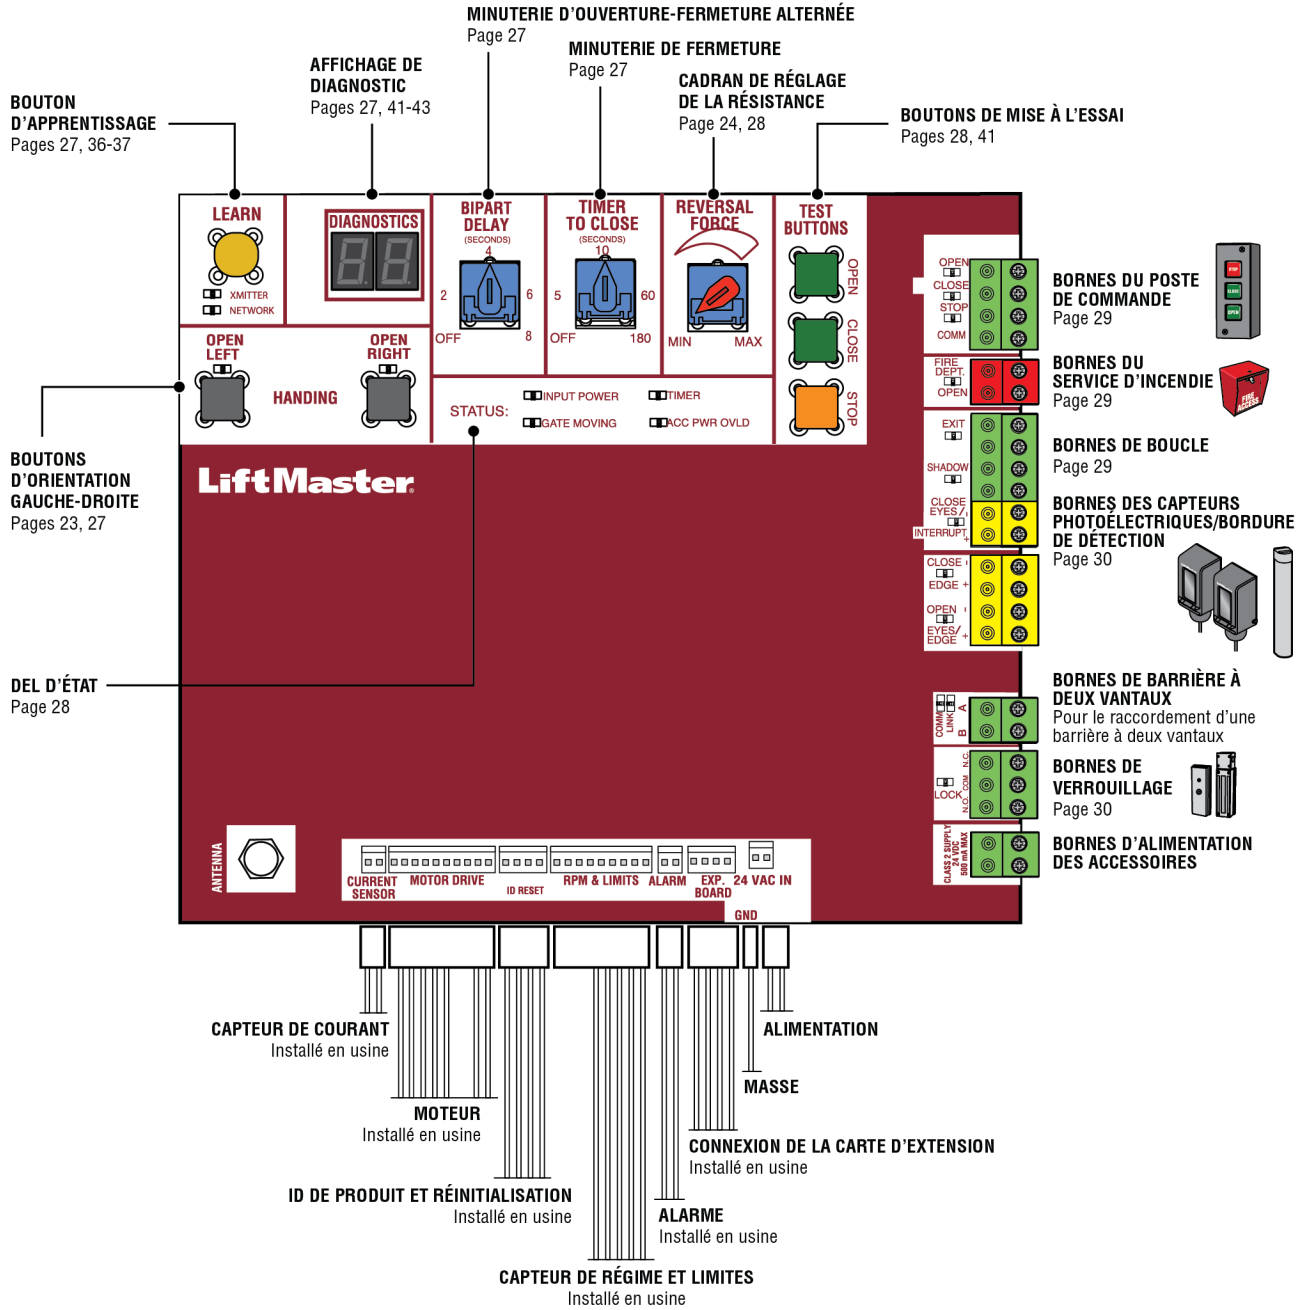 MINUTERIE D'OUVERTURE-FERMETURE ALTERNÉE
Page 27
MINUTERIE DE FERMETURE
Page 27
AFFICHAGE DE
DIAGNOSTIC
Pages 27, 41-43
CADRAN DE RÉGLAGE
DE LA RÉSISTANCE
Page 24, 28
BOUTON
D'APPRENTISSAGE
Pages 27, 36-37
BOUTONS DE MISE À L'ESSAI
Pages 28, 41
LEARN
XMITTER
NETWORK
DIAGNOSTICS
BIPART
DELAY
(SECONDS)
4
2
6
OFF
8
TIMER
TO CLOSE
(SECONDS)
10
5
60
OFF
180
REVERSAL
FORCE
MIN
MAX
TEST
BUTTONS
OPEN
CLOSE
STOP
OPEN
LEFT
HANDING
OPEN
RIGHT
STATUS:
INPUT POWER
TIMER
GATE MOVING
ACC PWR OVLD
LiftMaster®
OPEN
CLOSE
STOP
COMM
BORNES DU POSTE
DE COMMANDE
Page 29
STOP
CLOSE
OPEN
FIRE
DEPT.
OPEN
BORNES DU
SERVICE D'INCENDIE
Page 29
FIRE
ACCESS
EXIT
SHADOW
BORNES DE BOUCLE
Page 29
CLOSE
EYES/ -
INTERRUPT +
BORNES DES CAPTEURS
PHOTOÉLECTRIQUES/BORDURE
DE DÉTECTION
Page 30
CLOSE -
EDGE +
OPEN -
EYES/
EDGE +
BOUTONS
D'ORIENTATION
GAUCHE-DROITE
Pages 23, 27
DEL D'ÉTAT
Page 28
COMM
LINK
A
B
BORNES DE BARRIÈRE À
DEUX VANTAUX
Pour le raccordement d'une
barrière à deux vantaux
LOCK
N.C.
COM
N.O.
BORNES DE
VERROUILLAGE
Page 30
CLASS 2 SUPPLY
24 VDC
500 mA MAX
BORNES D'ALIMENTATION
DES ACCESSOIRES
ANTENNA
CURRENT
SENSOR
MOTOR DRIVE
ID RESET
RPM & LIMITS
ALARM
EXP.
BOARD
24 VAC IN
GND
CAPTEUR DE COURANT
Installé en usine
ALIMENTATION
MASSE
MOTEUR
Installé en usine
CONNEXION DE LA CARTE D'EXTENSION
Installé en usine
ID DE PRODUIT ET RÉINITIALISATION
Installé en usine
ALARME
Installé en usine
CAPTEUR DE RÉGIME ET LIMITES
Installé en usine